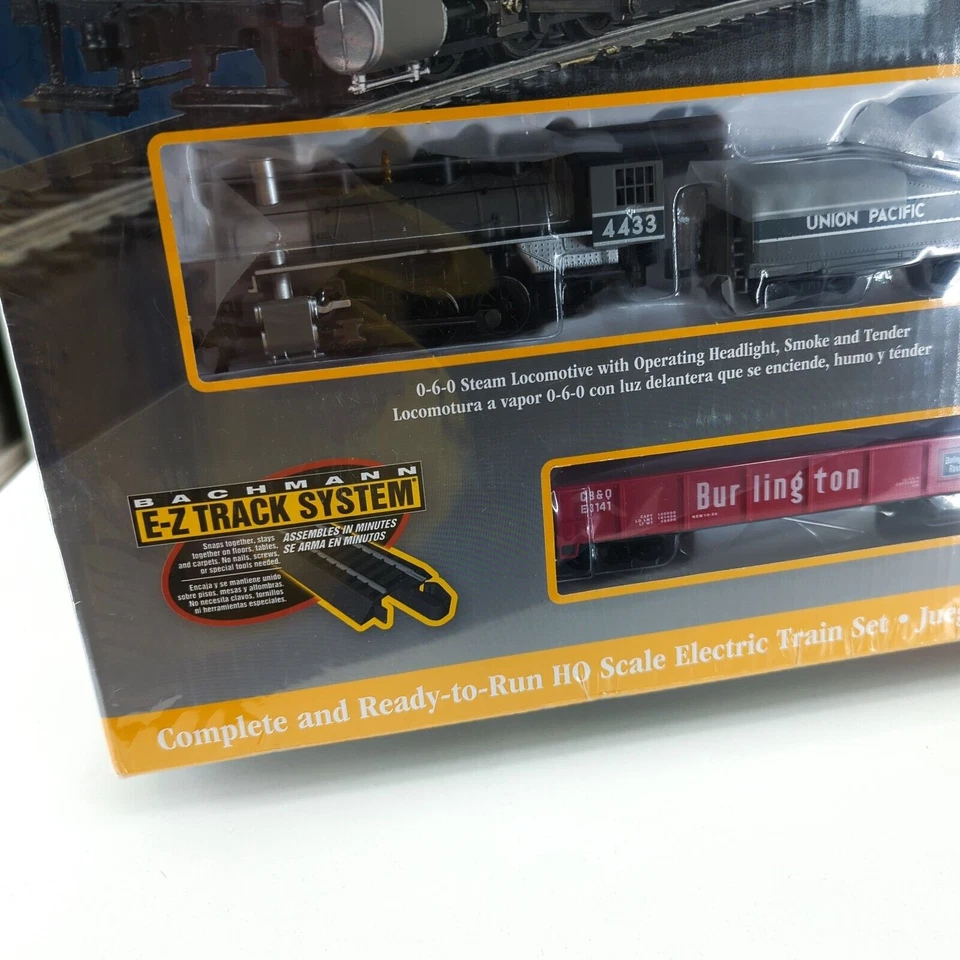 4433
UNION PACIFIC
0-6-0 Steam Locomotive with Operating Headlight, Smoke and Tender
Locomotura a vapor 0-6-0 con luz delantera que se enciende, humo y ténder
CB&Q
E3141
Burlington
BACHMANN
E-Z TRACK SYSTEM
ASSEMBLES IN MINUTES
SE ARMA EN MINUTOS
Snaps together, stays
together on floors, tables,
and carpets. No nails, screws,
or special tools needed.
Encaja y se mantiene unido
sobre pisos, mesas y alfombras.
No necesita clavos, tornillos
ni herramientas especiales.
Complete and Ready-to-Run HO Scale Electric Train Set •